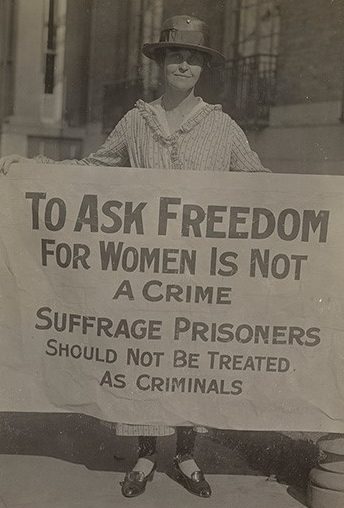 TO ASK FREEDOM
FOR WOMEN IS NOT
A CRIME
SUFFRAGE PRISONERS
SHOULD NOT BE TREATED
AS CRIMINALS